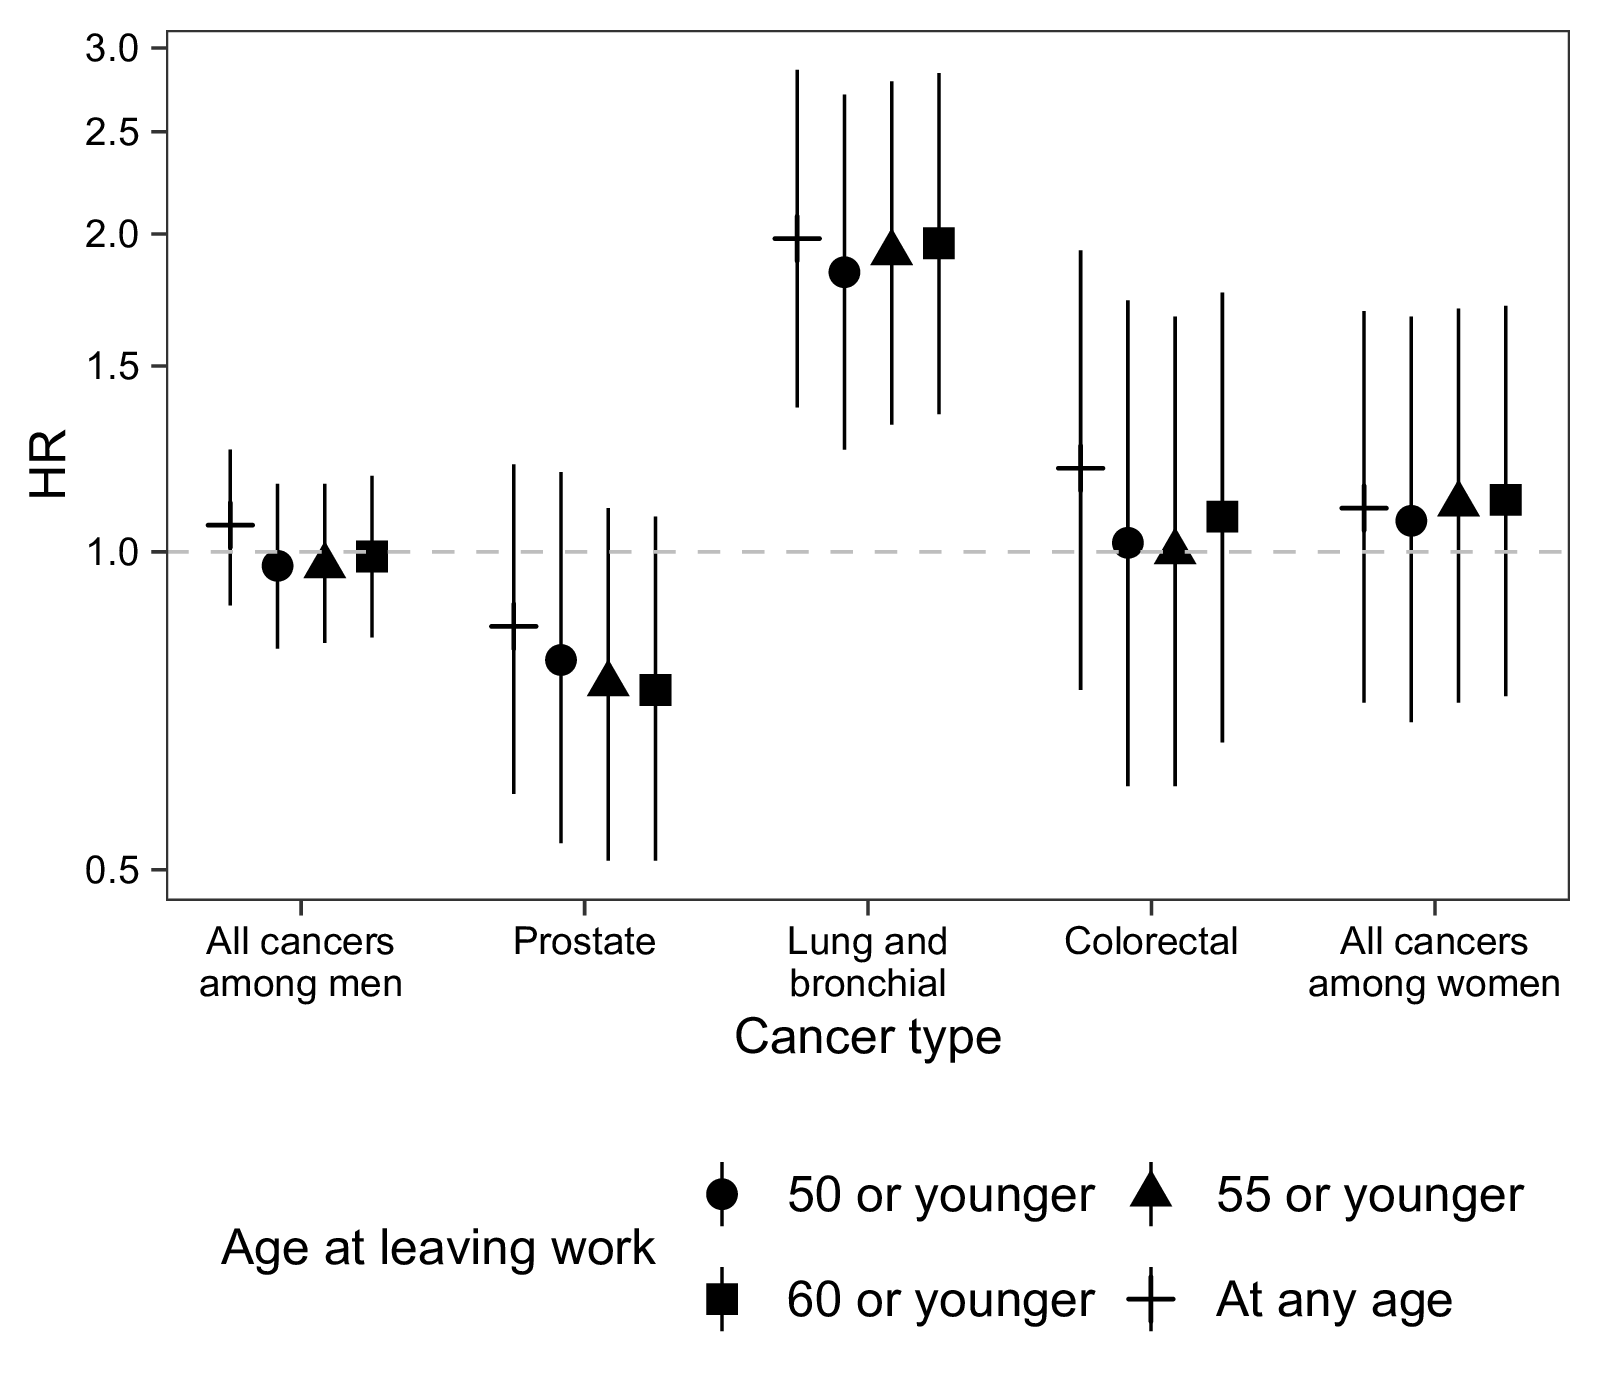 3.0
2.5
2.0
1.5
1.0
0.5
HR
All cancers
among men
Prostate
Lung and
bronchial
Colorectal
All cancers
among women
Cancer type
Age at leaving work
50 or younger
55 or younger
60 or younger
At any age